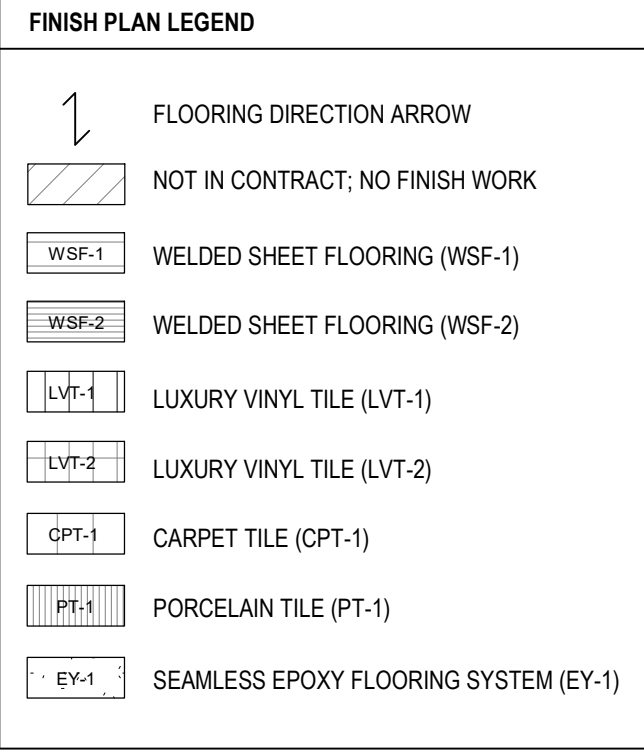 FINISH PLAN LEGEND
FLOORING DIRECTION ARROW
NOT IN CONTRACT; NO FINISH WORK
WSF-1 WELDED SHEET FLOORING (WSF-1)
WSF-2 WELDED SHEET FLOORING (WSF-2)
LVT-1 LUXURY VINYL TILE (LVT-1)
LVT-2 LUXURY VINYL TILE (LVT-2)
CPT-1 CARPET TILE (CPT-1)
PT-1 PORCELAIN TILE (PT-1)
EY-1 SEAMLESS EPOXY FLOORING SYSTEM (EY-1)